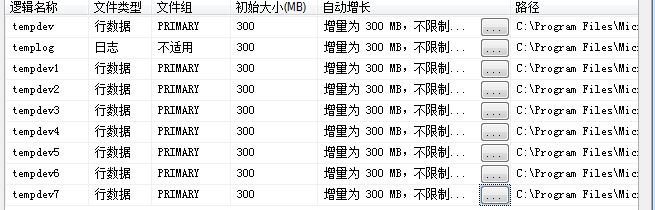 逻辑名称 文件类型 文件组 初始大小(MB) 自动增长 路径
tempdev 行数据 PRIMARY 300 增量为 300 MB，不限制... ... C:\Program Files\Mic
templog 日志 不适用 300 增量为 300 MB，不限制... ... C:\Program Files\Mic
tempdev1 行数据 PRIMARY 300 增量为 300 MB，不限制... ... C:\Program Files\Mic
tempdev2 行数据 PRIMARY 300 增量为 300 MB，不限制... ... C:\Program Files\Mic
tempdev3 行数据 PRIMARY 300 增量为 300 MB，不限制... ... C:\Program Files\Mic
tempdev4 行数据 PRIMARY 300 增量为 300 MB，不限制... ... C:\Program Files\Mic
tempdev5 行数据 PRIMARY 300 增量为 300 MB，不限制... ... C:\Program Files\Mic
tempdev6 行数据 PRIMARY 300 增量为 300 MB，不限制... ... C:\Program Files\Mic
tempdev7 行数据 PRIMARY 300 增量为 300 MB，不限制... ... C:\Program Files\Mic